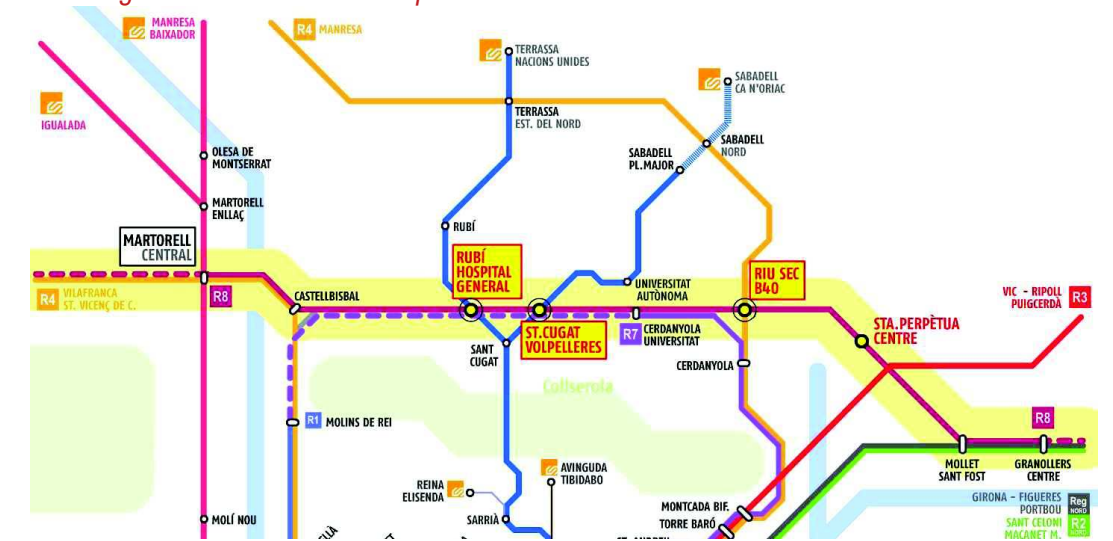 MANRESA
BAIXADOR
R4 MANRESA
TERRASSA
NACIONS UNIDES
SABADELL
CA N'ORIAC
IGUALADA
TERRASSA
EST. DEL NORD
SABADELL
NORD
SABADELL
PL.MAJOR
OLESA DE
MONTSERRAT
MARTORELL
ENLLAÇ
RUBÍ
MARTORELL
CENTRAL
RUBÍ
HOSPITAL
GENERAL
RIU SEC
B40
UNIVERSITAT
AUTÒNOMA
R4 VILAFRANCA
ST. VICENÇ DE C.
R8
CASTELLBISBAL
VIC - RIPOLL
PUIGCERDÀ
R3
ST.CUGAT
VOLPELLERES
R7 CERDANYOLA
UNIVERSITAT
STA.PERPÈTUA
CENTRE
SANT
CUGAT
CERDANYOLA
Collserola
R1 MOLINS DE REI
R8
MOLLET
SANT FOST
GRANOLLERS
CENTRE
AVINGUDA
TIBIDABO
REINA
ELISENDA
SARRIÀ
MOLÍ NOU
MONTCADA BIF.
TORRE BARÓ
GIRONA - FIGUERES
PORTBOU
Reg
NORD
SANT CELONI
MAÇANET M.
R2
NORD